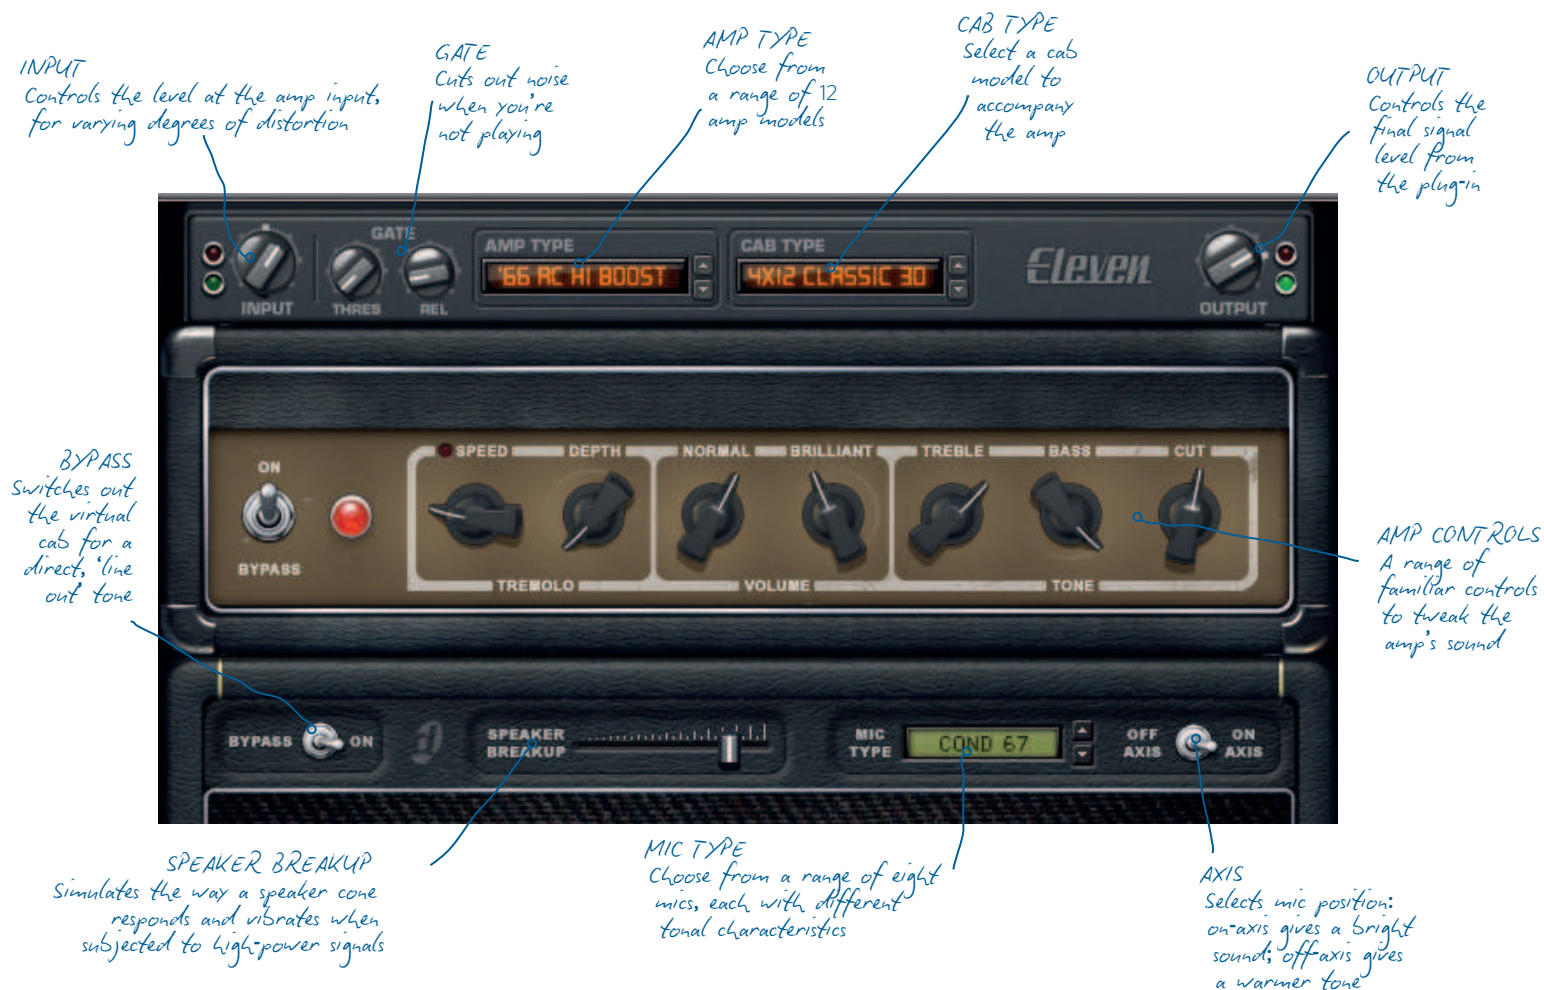 INPUT
Controls the level at the amp input,
for varying degrees of distortion
GATE
Cuts out noise
when you're
not playing
AMP TYPE
Choose from
a range of 12
amp models
CAB TYPE
Select a cab
model to
accompany
the amp
OUTPUT
Controls the
final signal
level from
the plug-in
INPUT
GATE
THRES
REL
AMP TYPE
'66 AC HI BOOST
CAB TYPE
4X12 CLASSIC 30
Eleven
OUTPUT
BYPASS
Switches out
the virtual
cab for a
direct, 'line
out' tone
ON
BYPASS
SPEED
DEPTH
TREMOLO
NORMAL
BRILLIANT
VOLUME
TREBLE
BASS
CUT
TONE
AMP CONTROLS
A range of
familiar controls
to tweak the
amp's sound
BYPASS
ON
SPEAKER
BREAKUP
MIC
TYPE
COND 67
OFF
AXIS
ON
AXIS
SPEAKER BREAKUP
Simulates the way a speaker cone
responds and vibrates when
subjected to high-power signals
MIC TYPE
Choose from a range of eight
mics, each with different
tonal characteristics
AXIS
Selects mic position:
on-axis gives a bright
sound; off-axis gives
a warmer tone